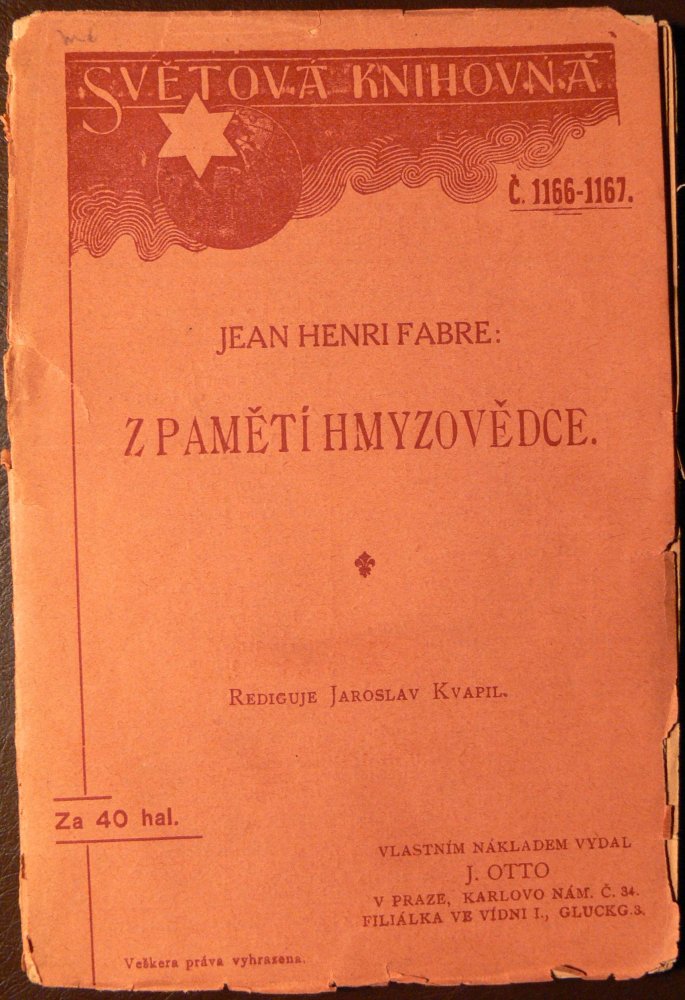 SVĚTOVÁ KNIHOVNA
Č. 1166-1167.
JEAN HENRI FABRE:
Z PAMĚTÍ HMYZOVĚDCE.
REDIGUJE JAROSLAV KVAPIL.
Za 40 hal.
VLASTNÍM NÁKLADEM VYDAL
J. OTTO
V PRAZE, KARLOVO NÁM. Č. 34.
FILIÁLKA VE VÍDNI I., GLUCKG. 3.
Veškera práva vyhrazena.